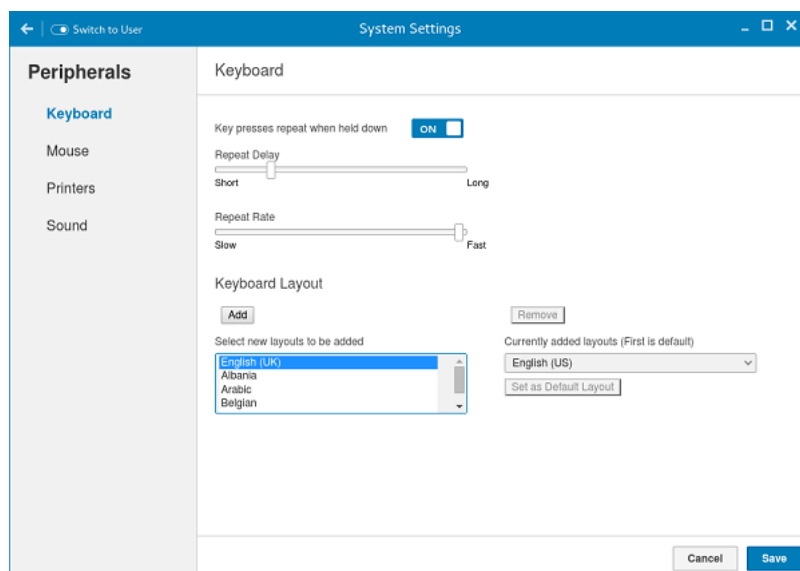 Switch to User
System Settings
Peripherals
Keyboard
Mouse
Printers
Sound
Keyboard
Key presses repeat when held down
ON
Repeat Delay
Short
Long
Repeat Rate
Slow
Fast
Keyboard Layout
Add
Select new layouts to be added
English (UK)
Albania
Arabic
Belgian
Remove
Currently added layouts (First is default)
English (US)
Set as Default Layout
Cancel
Save